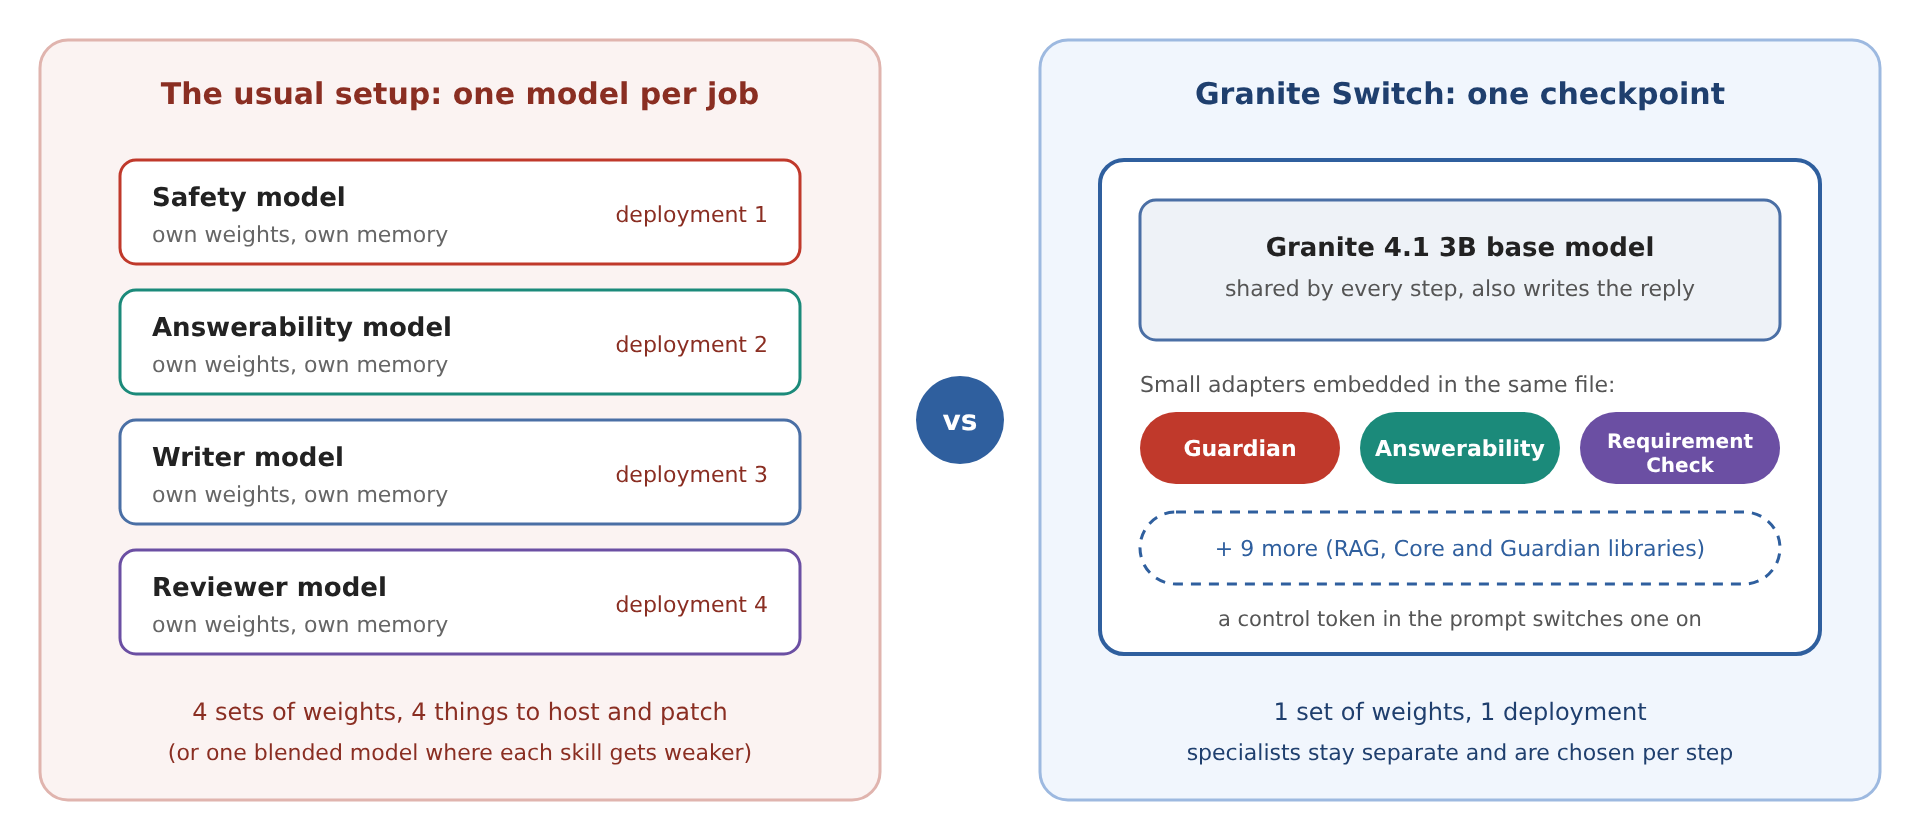 The usual setup: one model per job
Safety model
own weights, own memory
deployment 1
Answerability model
own weights, own memory
deployment 2
Writer model
own weights, own memory
deployment 3
Reviewer model
own weights, own memory
deployment 4
4 sets of weights, 4 things to host and patch
(or one blended model where each skill gets weaker)
vs
Granite Switch: one checkpoint
Granite 4.1 3B base model
shared by every step, also writes the reply
Small adapters embedded in the same file:
Guardian
Answerability
Requirement
Check
+ 9 more (RAG, Core and Guardian libraries)
a control token in the prompt switches one on
1 set of weights, 1 deployment
specialists stay separate and are chosen per step